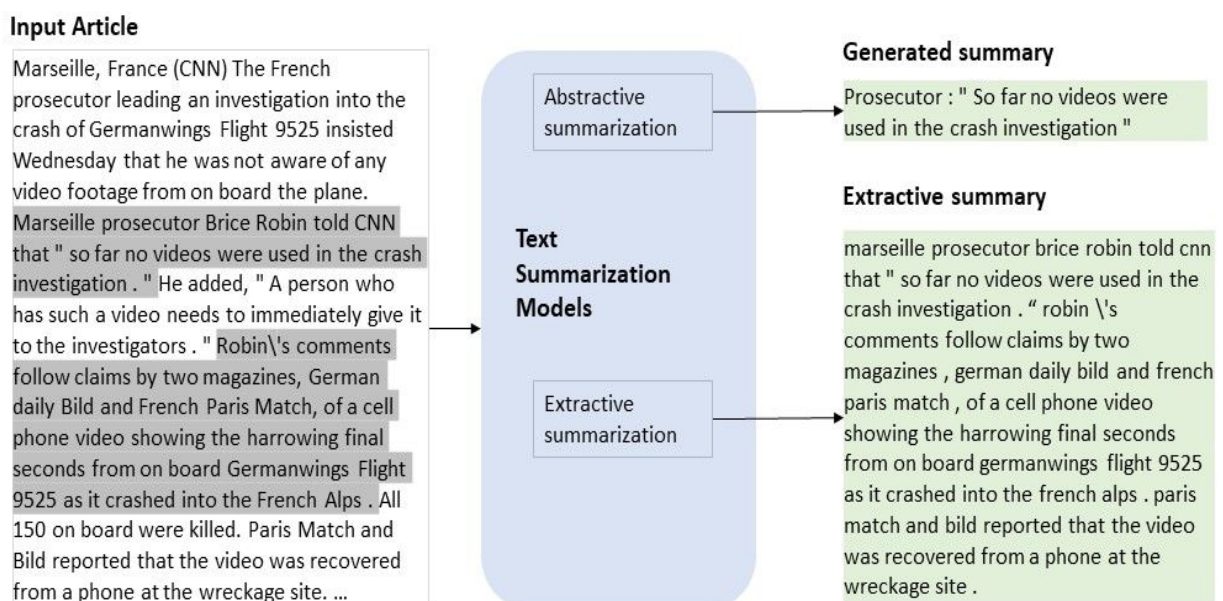 Input Article
Marseille, France (CNN) The French
prosecutor leading an investigation into the
crash of Germanwings Flight 9525 insisted
Wednesday that he was not aware of any
video footage from on board the plane.
Marseille prosecutor Brice Robin told CNN
that " so far no videos were used in the crash
investigation . " He added, " A person who
has such a video needs to immediately give it
to the investigators . " Robin\'s comments
follow claims by two magazines, German
daily Bild and French Paris Match, of a cell
phone video showing the harrowing final
seconds from on board Germanwings Flight
9525 as it crashed into the French Alps . All
150 on board were killed. Paris Match and
Bild reported that the video was recovered
from a phone at the wreckage site. ...
Abstractive
summarization
Text
Summarization
Models
Extractive
summarization
Generated summary
Prosecutor : " So far no videos were
used in the crash investigation "
Extractive summary
marseille prosecutor brice robin told cnn
that " so far no videos were used in the
crash investigation . “ robin \'s
comments follow claims by two
magazines , german daily bild and french
paris match , of a cell phone video
showing the harrowing final seconds
from on board germanwings flight 9525
as it crashed into the french alps . paris
match and bild reported that the video
was recovered from a phone at the
wreckage site .